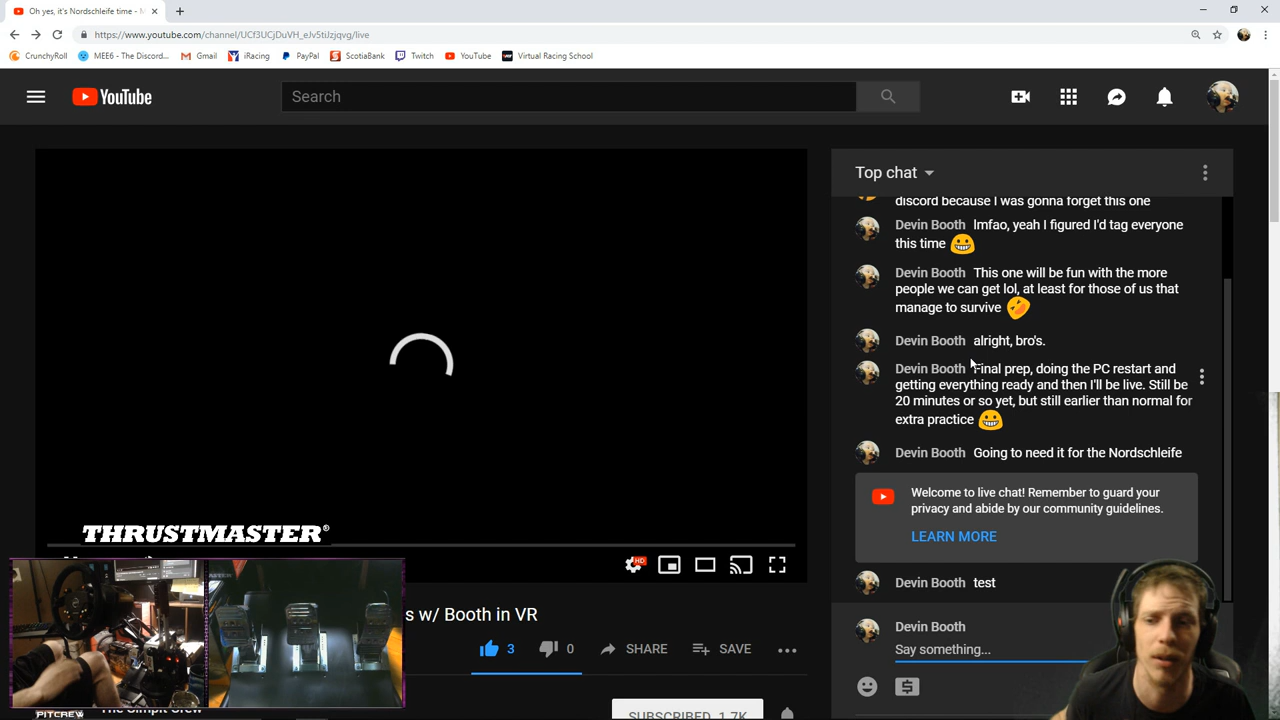 Oh yes, it's Nordschleife time - M
https://www.youtube.com/channel/UCf3UCjDuVH_eJv5tiJzjqvg/live
CrunchyRoll
MEE6 - The Discord...
Gmail
iRacing
PayPal
ScotiaBank
Twitch
YouTube
Virtual Racing School
YouTube
Search
Top chat
discord because I was gonna forget this one
Devin Booth lmfao, yeah I figured I'd tag everyone
this time
Devin Booth This one will be fun with the more
people we can get lol, at least for those of us that
manage to survive
Devin Booth alright, bro's.
Devin Booth Final prep, doing the PC restart and
getting everything ready and then I'll be live. Still be
20 minutes or so yet, but still earlier than normal for
extra practice
Devin Booth Going to need it for the Nordschleife
Welcome to live chat! Remember to guard your
privacy and abide by our community guidelines.
LEARN MORE
Devin Booth test
Devin Booth
Say something...
THRUSTMASTER®
HD
s w/ Booth in VR
3
0
SHARE
SAVE
SUBSCRIBED 1.7K
PITCREW
The Simpit Crew